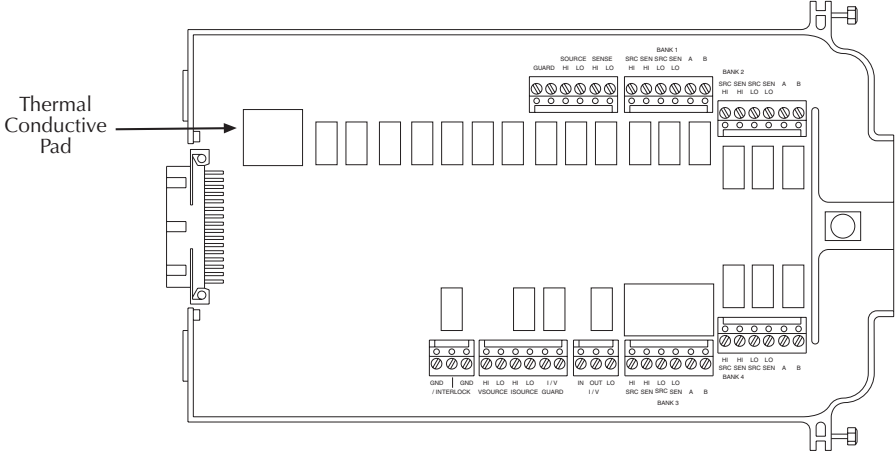 Thermal
Conductive
Pad
SOURCE SENSE
GUARD HI LO HI LO
BANK 1
SRC SEN SRC SEN A B
HI HI LO LO
BANK 2
SRC SEN SRC SEN A B
HI HI LO LO
GND GND
/ INTERLOCK
HI LO HI LO I / V
VSOURCE ISOURCE GUARD
IN OUT LO
I / V
HI HI LO LO
SRC SEN SRC SEN A B
BANK 3
HI HI LO LO
SRC SEN SRC SEN A B
BANK 4